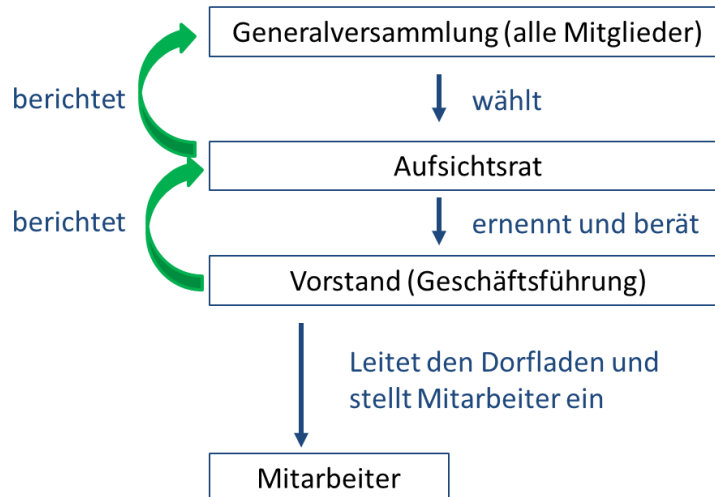 Generalversammlung (alle Mitglieder)
berichtet
wählt
Aufsichtsrat
berichtet
ernennt und berät
Vorstand (Geschäftsführung)
Leitet den Dorfladen und
stellt Mitarbeiter ein
Mitarbeiter